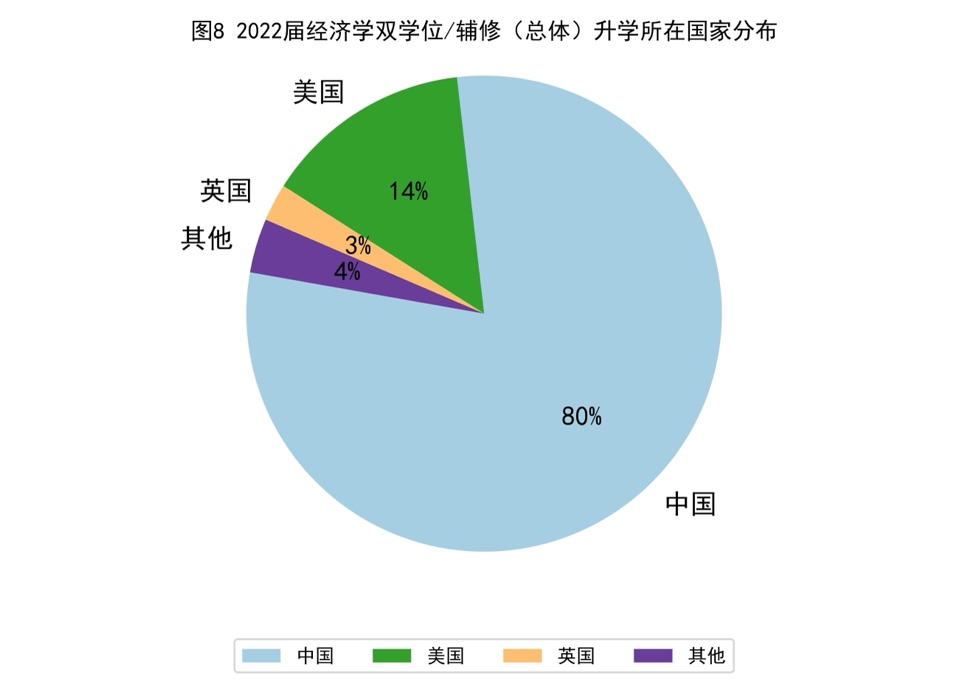 图8 2022届经济学双学位/辅修（总体）升学所在国家分布
美国
14%
英国
3%
其他
4%
80%
中国
中国 美国 英国 其他